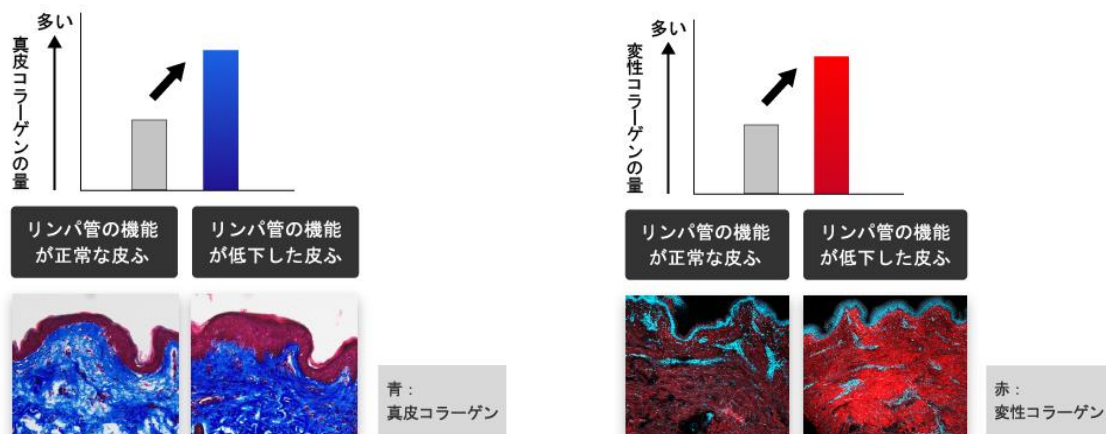 多い
真皮コラーゲンの量
リンパ管の機能
が正常な皮ふ
リンパ管の機能
が低下した皮ふ
青：
真皮コラーゲン
多い
変性コラーゲンの量
リンパ管の機能
が正常な皮ふ
リンパ管の機能
が低下した皮ふ
赤：
変性コラーゲン